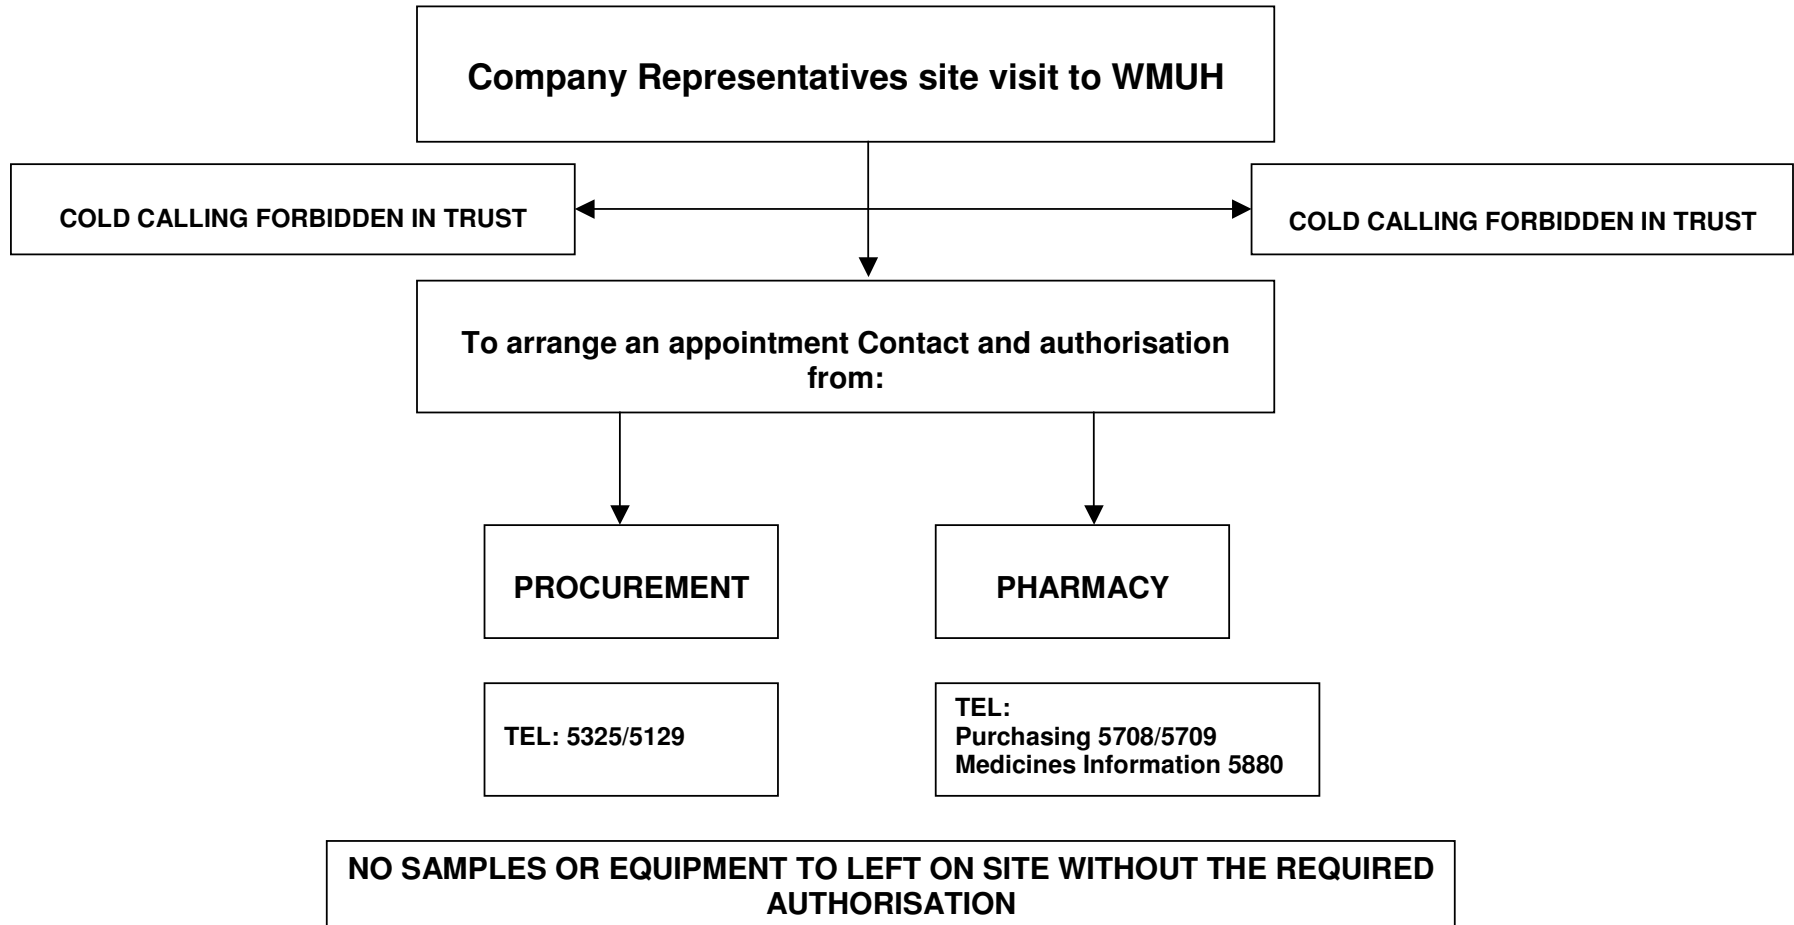 Company Representatives site visit to WMUH
COLD CALLING FORBIDDEN IN TRUST
COLD CALLING FORBIDDEN IN TRUST
To arrange an appointment Contact and authorisation
from:
PROCUREMENT
PHARMACY
TEL: 5325/5129
TEL:
Purchasing 5708/5709
Medicines Information 5880
NO SAMPLES OR EQUIPMENT TO LEFT ON SITE WITHOUT THE REQUIRED
AUTHORISATION